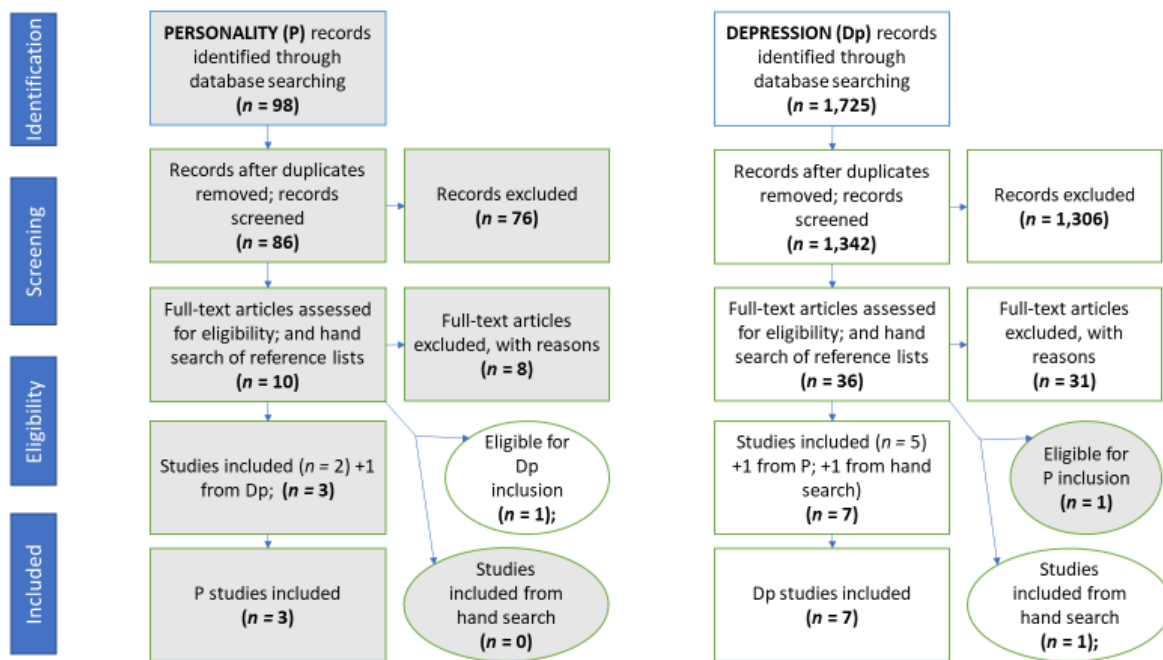 Identification
PERSONALITY (P) records
identified through
database searching
(n = 98)
DEPRESSION (Dp) records
identified through
database searching
(n = 1,725)
Screening
Records after duplicates
removed; records
screened
(n = 86)
Records excluded
(n = 76)
Records after duplicates
removed; records
screened
(n = 1,342)
Records excluded
(n = 1,306)
Full-text articles assessed
for eligibility; and hand
search of reference lists
(n = 10)
Full-text articles
excluded, with reasons
(n = 8)
Full-text articles assessed
for eligibility; and hand
search of reference lists
(n = 36)
Full-text articles
excluded, with
reasons
(n = 31)
Eligibility
Studies included (n = 2) +1
from Dp; (n = 3)
Eligible for
Dp
inclusion
(n = 1);
Studies included (n = 5)
+1 from P; +1 from hand
search)
(n = 7)
Eligible for
P inclusion
(n = 1)
Included
P studies included
(n = 3)
Studies
included from
hand search
(n = 0)
Dp studies included
(n = 7)
Studies
included from
hand search
(n = 1);